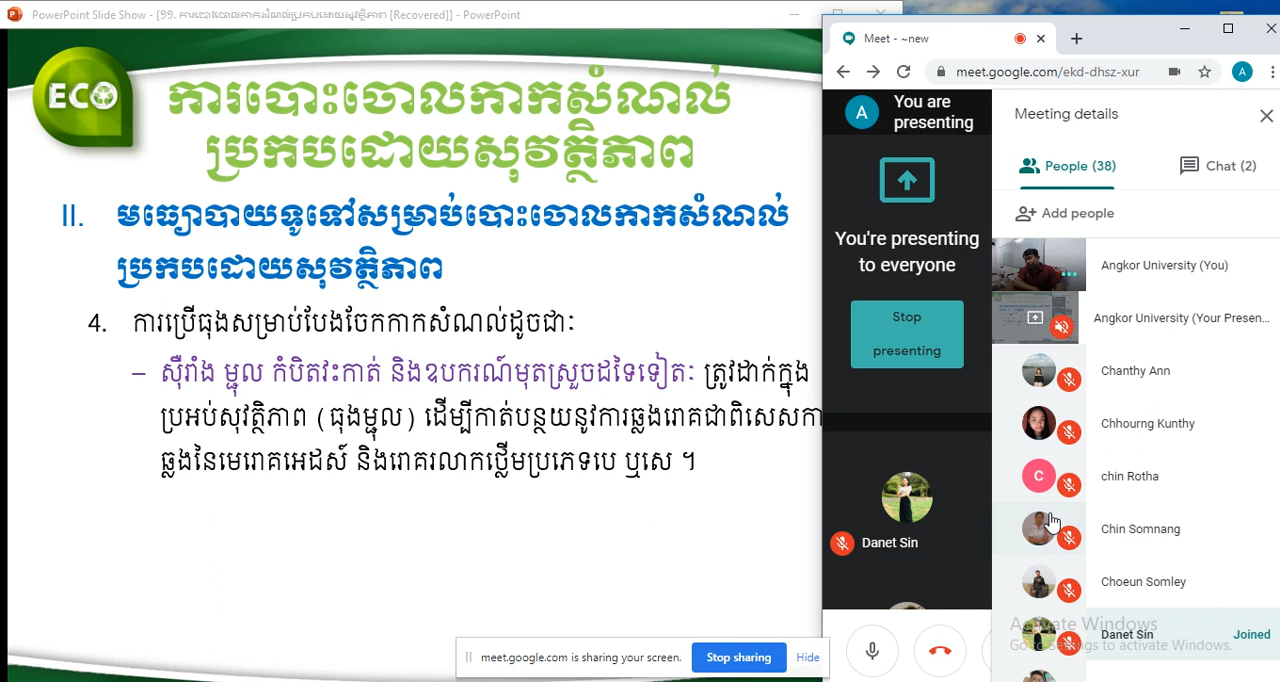 PowerPoint Slide Show - [99. ការបោះចោលកាកសំណល់ប្រកបដោយសុវត្ថិភាព [Recovered]] - PowerPoint
ECO
ការបោះចោលកាកសំណល់
ប្រកបដោយសុវត្ថិភាព
II. មធ្យោបាយទូទៅសម្រាប់បោះចោលកាកសំណល់
ប្រកបដោយសុវត្ថិភាព
4. ការប្រើធុងសម្រាប់បែងចែកកាកសំណល់ដូចជាៈ
– ស៊ឺរាំង ម្ជុល កំបិតវះកាត់ និងឧបករណ៍មុតស្រួចដទៃទៀតៈ ត្រូវដាក់ក្នុង
ប្រអប់សុវត្ថិភាព (ធុងម្ជុល) ដើម្បីកាត់បន្ថយនូវការឆ្លងរោគជាពិសេសកា
ឆ្លងនៃមេរោគអេដស៍ និងរោគរលាកថ្លើមប្រភេទបេ ឬសេ ។
meet.google.com is sharing your screen.
Stop sharing
Hide
Meet - ~new
meet.google.com/ekd-dhsz-xur
A
A
You are
presenting
You're presenting
to everyone
Stop
presenting
Danet Sin
Meeting details
People (38)
Chat (2)
Add people
Angkor University (You)
Angkor University (Your Presen...
Chanthy Ann
Chhourng Kunthy
C
chin Rotha
Chin Somnang
Choeun Somley
Danet Sin
Joined
Activate Windows
Go to Settings to activate Windows.